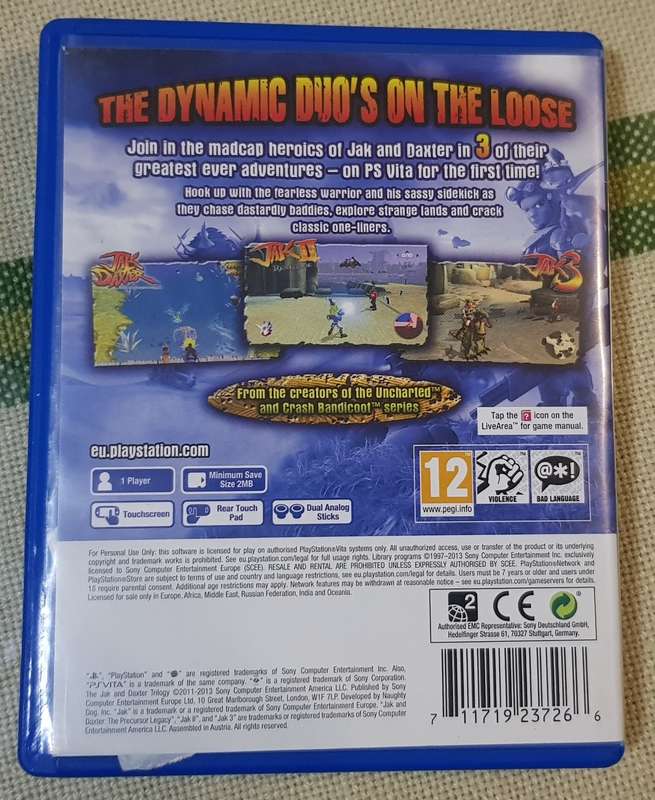 THE DYNAMIC DUO'S ON THE LOOSE
Join in the madcap heroics of Jak and Daxter in 3 of their
greatest ever adventures – on PS Vita for the first time!
Hook up with the fearless warrior and his sassy sidekick as
they chase dastardly baddies, explore strange lands and crack
classic one-liners.
JAK AND DAXTER
JAK II
JAK 3
From the creators of the Uncharted™
and Crash Bandicoot™ series
Tap the ? icon on the
LiveArea™ for game manual.
eu.playstation.com
1 Player
Minimum Save
Size 2MB
Touchscreen
Rear Touch
Pad
Dual Analog
Sticks
12
www.pegi.info
VIOLENCE
@*!
BAD LANGUAGE
For Personal Use Only: this software is licensed for play on authorised PlayStation®Vita systems only. All unauthorized access, use or transfer of the product or its underlying
copyright and trademark works is prohibited. See eu.playstation.com/legal for full usage rights. Library programs ©1997-2013 Sony Computer Entertainment Inc. exclusively
licensed to Sony Computer Entertainment Europe (SCEE). RESALE AND RENTAL ARE PROHIBITED UNLESS EXPRESSLY AUTHORISED BY SCEE. PlayStation®Network and
PlayStation®Store are subject to terms of use and country and language restrictions, see eu.playstation.com/legal for details. Users must be 7 years or older and users under
18 require parental consent. Additional age restrictions may apply. Network features may be withdrawn at reasonable notice – see eu.playstation.com/gameservers for details.
Licensed for sale only in Europe, Africa, Middle East, Russian Federation, India and Oceania.
2
CE
Authorised EMC Representative: Sony Deutschland GmbH,
Hedelfinger Strasse 61, 70327 Stuttgart, Germany.
"", "PlayStation" and "" are registered trademarks of Sony Computer Entertainment Inc. Also,
"PSVITA" is a trademark of the same company. "" is a registered trademark of Sony Corporation.
The Jak and Daxter Trilogy ©2011-2013 Sony Computer Entertainment America LLC. Published by Sony
Computer Entertainment Europe Ltd, 10 Great Marlborough Street, London, W1F 7LP. Developed by Naughty
Dog, Inc. "Jak" is a trademark or a registered trademark of Sony Computer Entertainment Europe. "Jak and
Daxter: The Precursor Legacy", "Jak II", and "Jak 3" are trademarks or registered trademarks of Sony Computer
Entertainment America LLC. Assembled in Austria. All rights reserved.
7 11719 23726 6